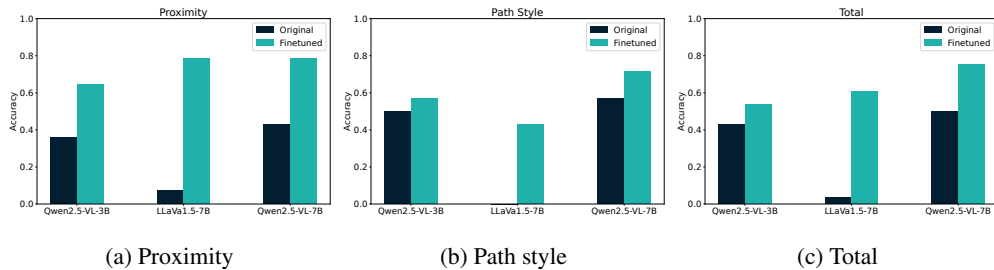 Proximity
1.0
0.8
0.6
0.4
0.2
0.0
Accuracy
Original
Finetuned
Qwen2.5-VL-3B
LLaVa1.5-7B
Qwen2.5-VL-7B
(a) Proximity
Path Style
1.0
0.8
0.6
0.4
0.2
0.0
Accuracy
Original
Finetuned
Qwen2.5-VL-3B
LLaVa1.5-7B
Qwen2.5-VL-7B
(b) Path style
Total
1.0
0.8
0.6
0.4
0.2
0.0
Accuracy
Original
Finetuned
Qwen2.5-VL-3B
LLaVa1.5-7B
Qwen2.5-VL-7B
(c) Total